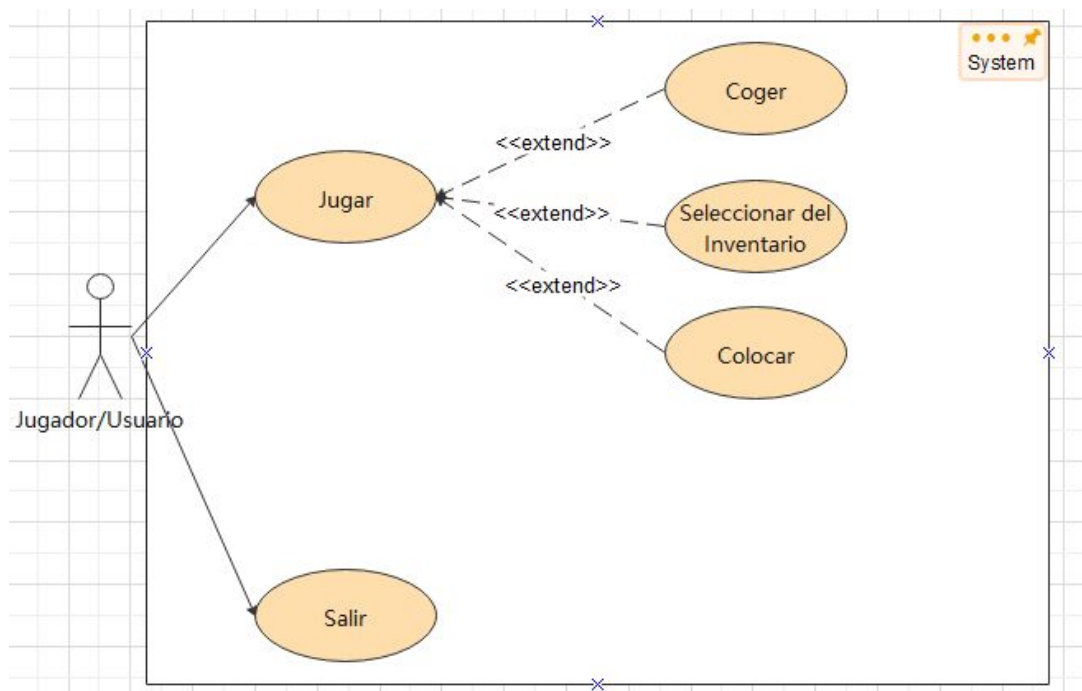 System
Coger
<<extend>>
Jugar
<<extend>>
Seleccionar del
Inventario
<<extend>>
Colocar
Jugador/Usuario
Salir